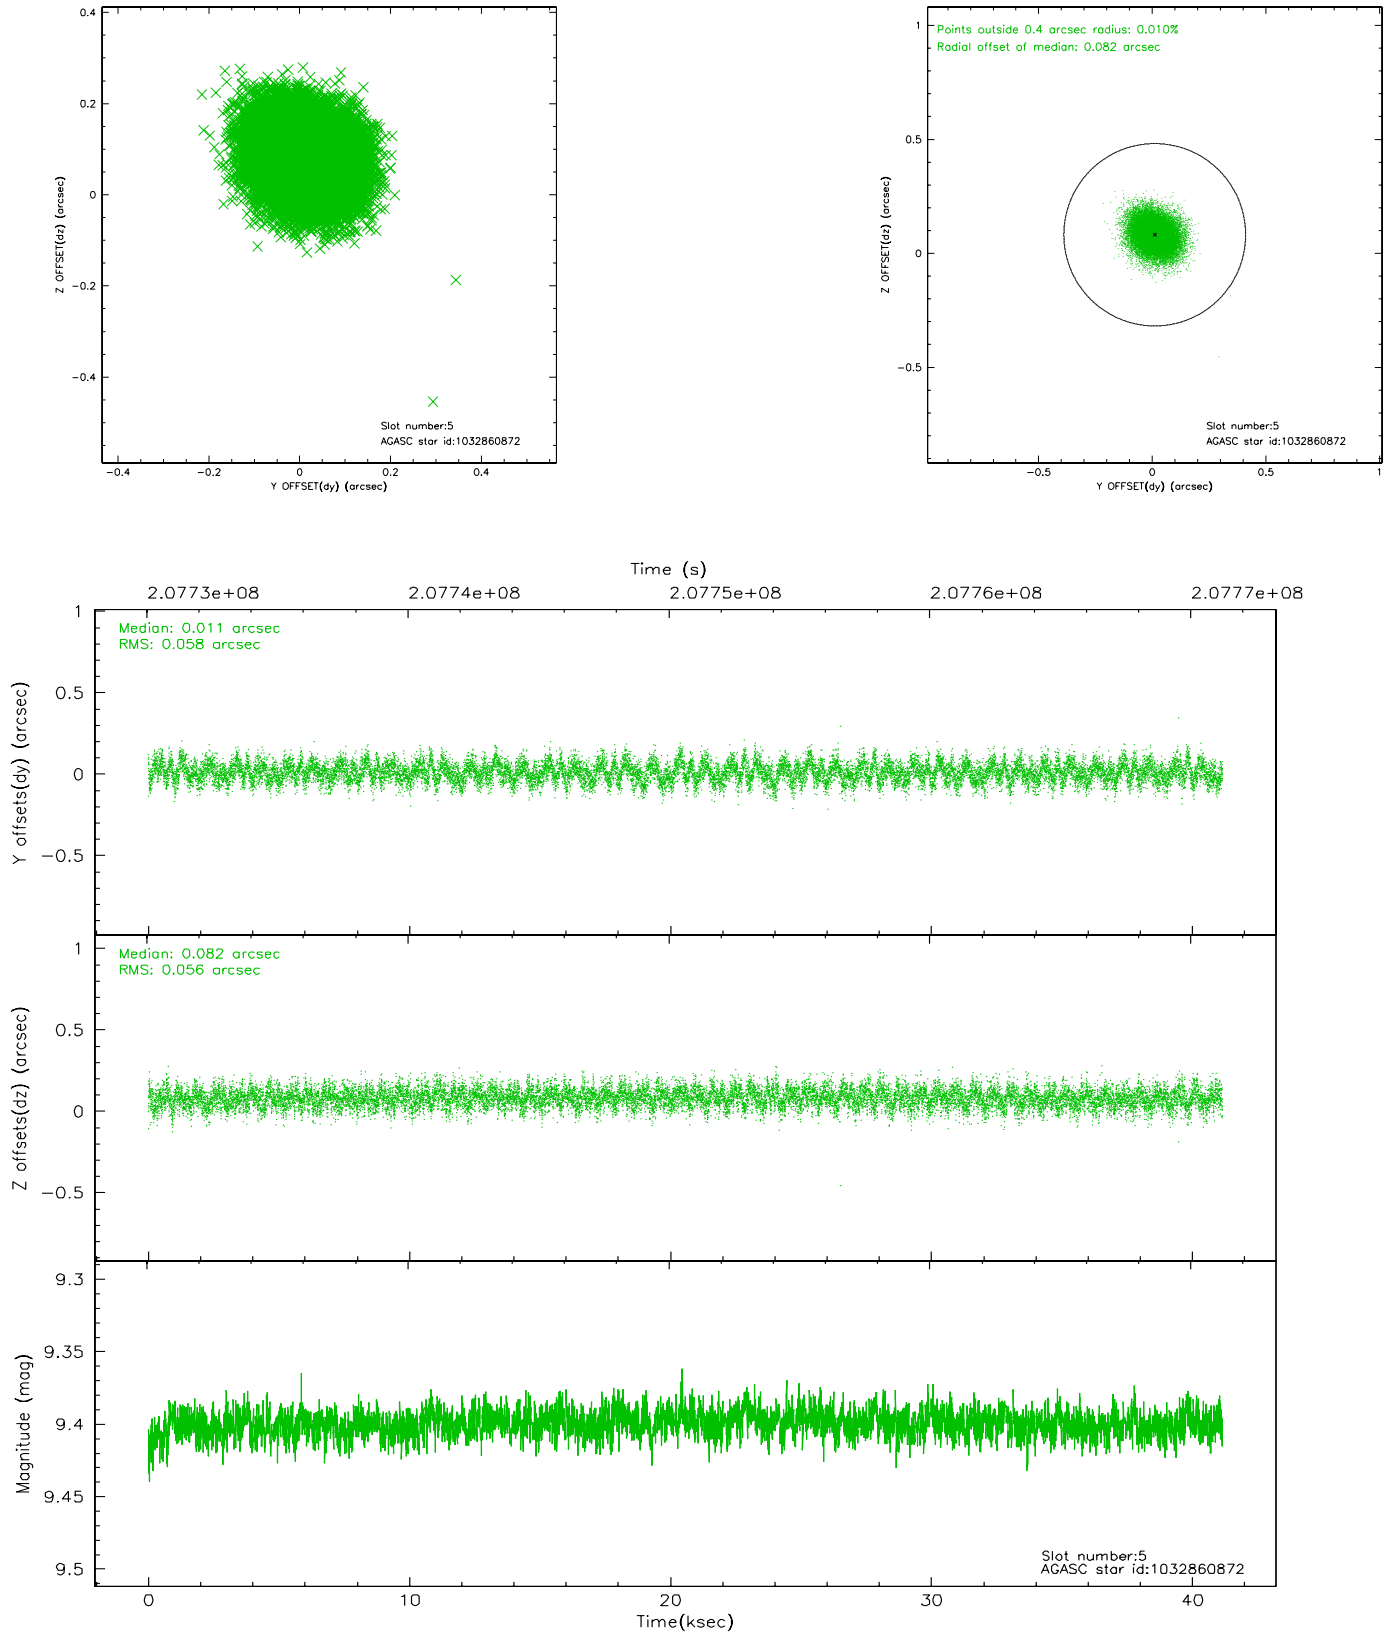 0.4
0.2
0
−0.2
−0.4
Z OFFSET(dz) (arcsec)
−0.4 −0.2 0 0.2 0.4
Y OFFSET(dy) (arcsec)
Slot number:5
AGASC star id:1032860872
Points outside 0.4 arcsec radius: 0.010%
Radial offset of median: 0.082 arcsec
1
0.5
0
−0.5
Z OFFSET(dz) (arcsec)
−0.5 0 0.5 1
Y OFFSET(dy) (arcsec)
Slot number:5
AGASC star id:1032860872
Time (s)
2.0773e+08 2.0774e+08 2.0775e+08 2.0776e+08 2.0777e+08
Median: 0.011 arcsec
RMS: 0.058 arcsec
1
0.5
0
−0.5
Y offsets(dy) (arcsec)
Median: 0.082 arcsec
RMS: 0.056 arcsec
1
0.5
0
−0.5
Z offsets(dz) (arcsec)
9.3
9.35
9.4
9.45
9.5
Magnitude (mag)
Slot number:5
AGASC star id:1032860872
0 10 20 30 40
Time(ksec)